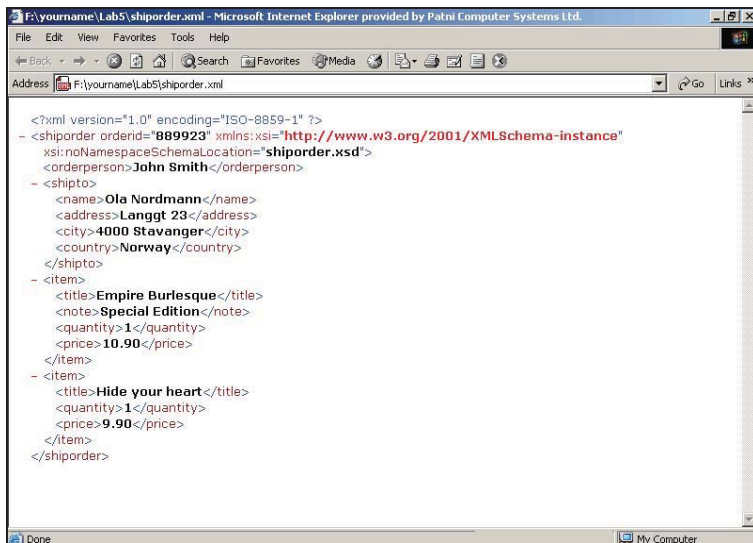 F:\yourname\Lab5\shiporder.xml - Microsoft Internet Explorer provided by Patni Computer Systems Ltd.
File Edit View Favorites Tools Help
Back Search Favorites Media
Address F:\yourname\Lab5\shiporder.xml Go Links »
<?xml version="1.0" encoding="ISO-8859-1" ?>
- <shiporder orderid="889923" xmlns:xsi="http://www.w3.org/2001/XMLSchema-instance"
xsi:noNamespaceSchemaLocation="shiporder.xsd">
<orderperson>John Smith</orderperson>
- <shipto>
<name>Ola Nordmann</name>
<address>Langgt 23</address>
<city>4000 Stavanger</city>
<country>Norway</country>
</shipto>
- <item>
<title>Empire Burlesque</title>
<note>Special Edition</note>
<quantity>1</quantity>
<price>10.90</price>
</item>
- <item>
<title>Hide your heart</title>
<quantity>1</quantity>
<price>9.90</price>
</item>
</shiporder>
Done My Computer